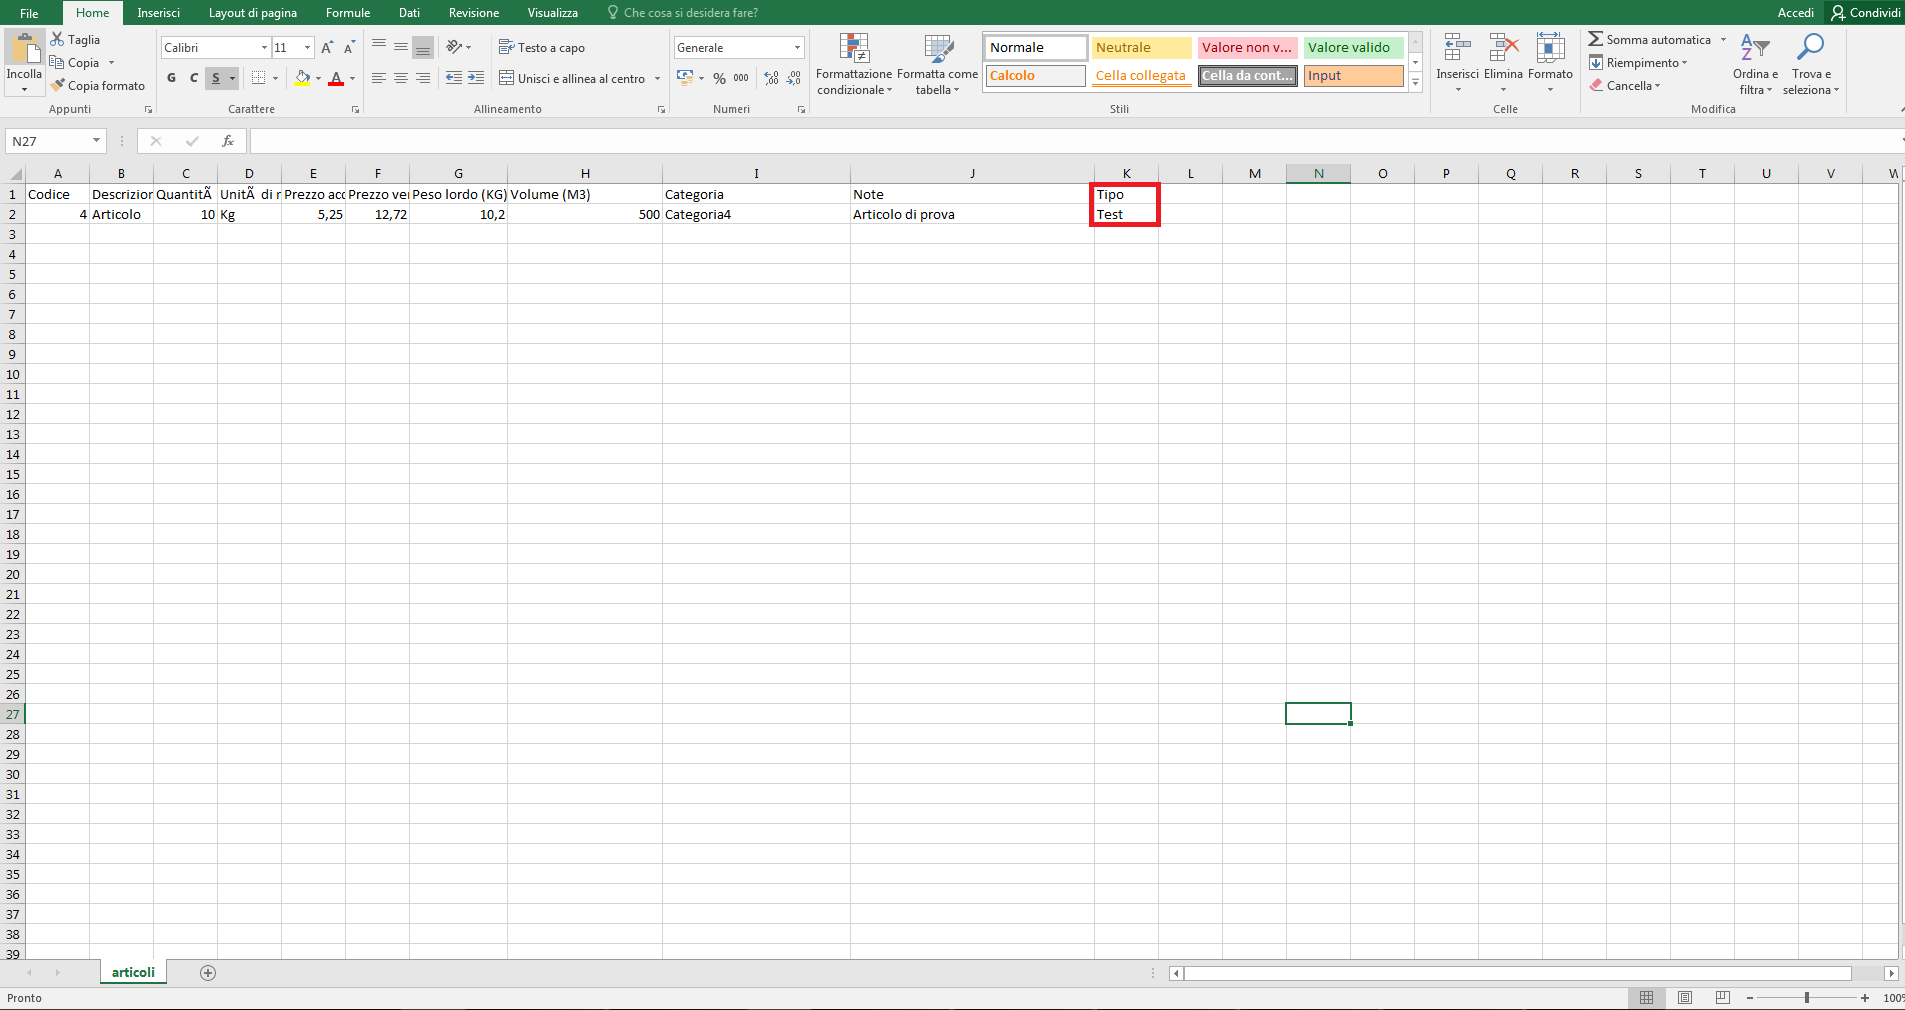 File Home Inserisci Layout di pagina Formule Dati Revisione Visualizza Che cosa si desidera fare? Accedi Condividi
Incolla
Taglia
Copia
Copia formato
Appunti
Calibri 11
G C S
Carattere
Testo a capo
Unisci e allinea al centro
Allineamento
Generale
% 000
Numeri
Formattazione condizionale
Formatta come tabella
Normale Neutrale Valore non v... Valore valido
Calcolo Cella collegata Cella da cont... Input
Stili
Inserisci Elimina Formato
Celle
Somma automatica
Riempimento
Cancella
Ordina e filtra
Trova e seleziona
Modifica
N27 fx
A B C D E F G H I J K L M N O P Q R S T U V W
1 Codice Descrizion QuantitÃ UnitÃ di r Prezzo acc Prezzo ve Peso lordo (KG) Volume (M3) Categoria Note Tipo
2 4 Articolo 10 Kg 5,25 12,72 10,2 500 Categoria4 Articolo di prova Test
3
4
5
6
7
8
9
10
11
12
13
14
15
16
17
18
19
20
21
22
23
24
25
26
27
28
29
30
31
32
33
34
35
36
37
38
39
articoli
Pronto 100%